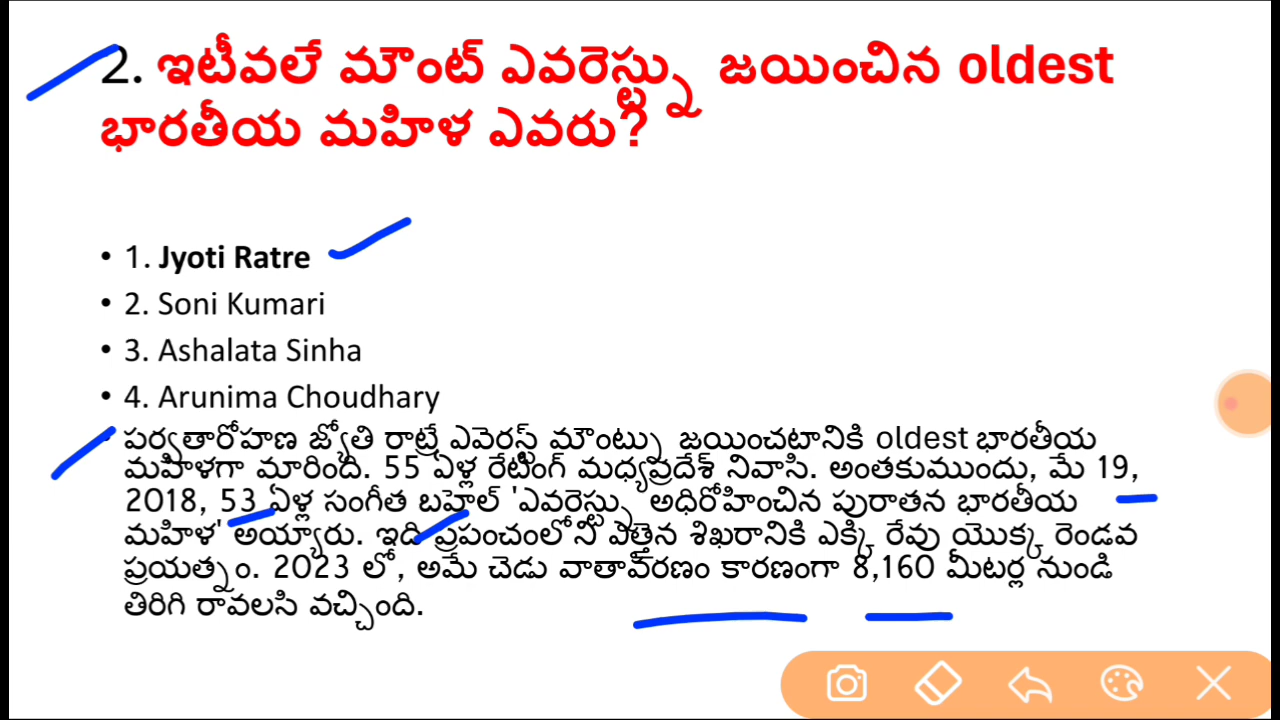 2. ఇటీవలే మౌంట్ ఎవరెస్ట్ను జయించిన oldest
భారతీయ మహిళ ఎవరు?
• 1. Jyoti Ratre
• 2. Soni Kumari
• 3. Ashalata Sinha
• 4. Arunima Choudhary
• పర్వతారోహణ జ్యోతి రాట్రే ఎవెరస్ట్ మౌంట్ను జయించటానికి oldest భారతీయ
మహిళగా మారింది. 55 ఏళ్ల రేటింగ్ మధ్యప్రదేశ్ నివాసి. అంతకుముందు, మే 19,
2018, 53 ఏళ్ల సంగీత బహెల్ 'ఎవరెస్ట్ను అధిరోహించిన పురాతన భారతీయ
మహిళ' అయ్యారు. ఇది ప్రపంచంలోని ఎత్తైన శిఖరానికి ఎక్కి రేవు యొక్క రెండవ
ప్రయత్నం. 2023 లో, అమే చెడు వాతావరణం కారణంగా 8,160 మీటర్ల నుండి
తిరిగి రావలసి వచ్చింది.